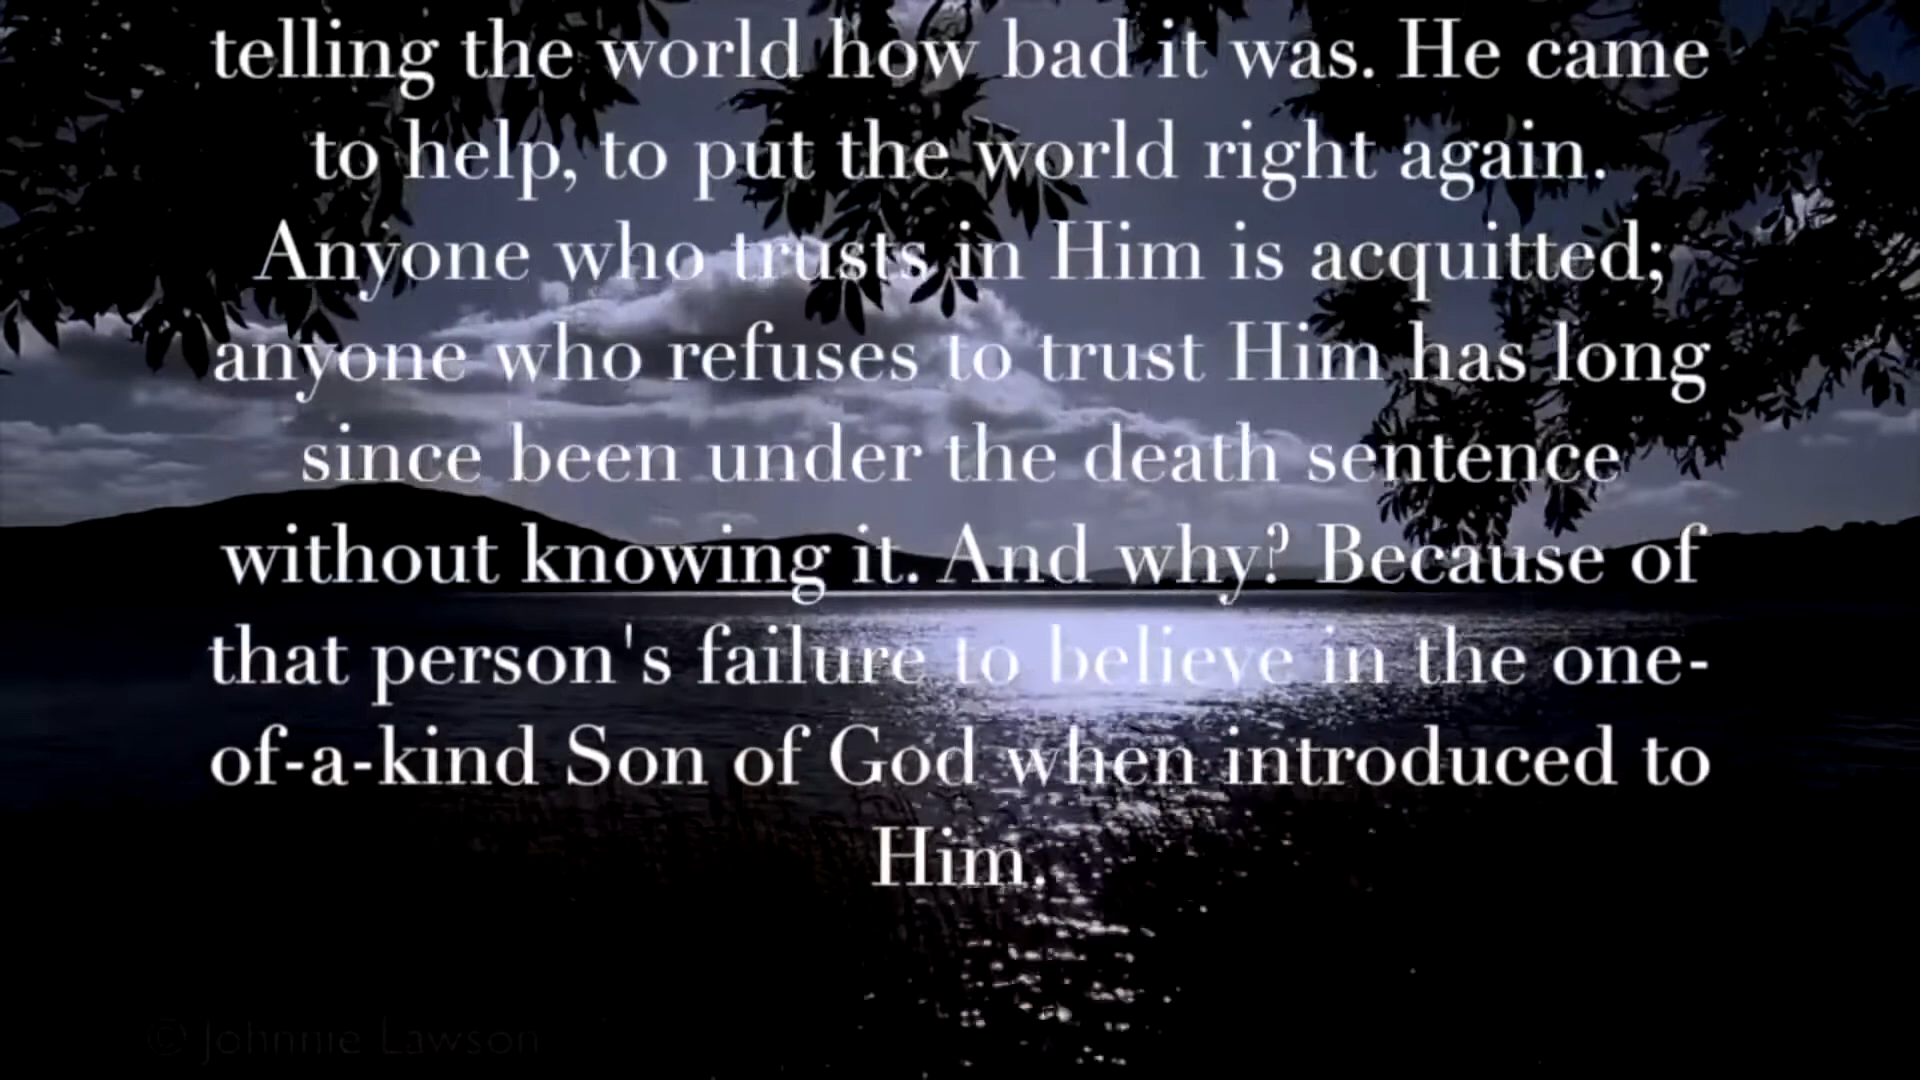 telling the world how bad it was. He came
to help, to put the world right again.
Anyone who trusts in Him is acquitted;
anyone who refuses to trust Him has long
since been under the death sentence
without knowing it. And why? Because of
that person's failure to believe in the one-
of-a-kind Son of God when introduced to
Him.
© Johnnie Lawson